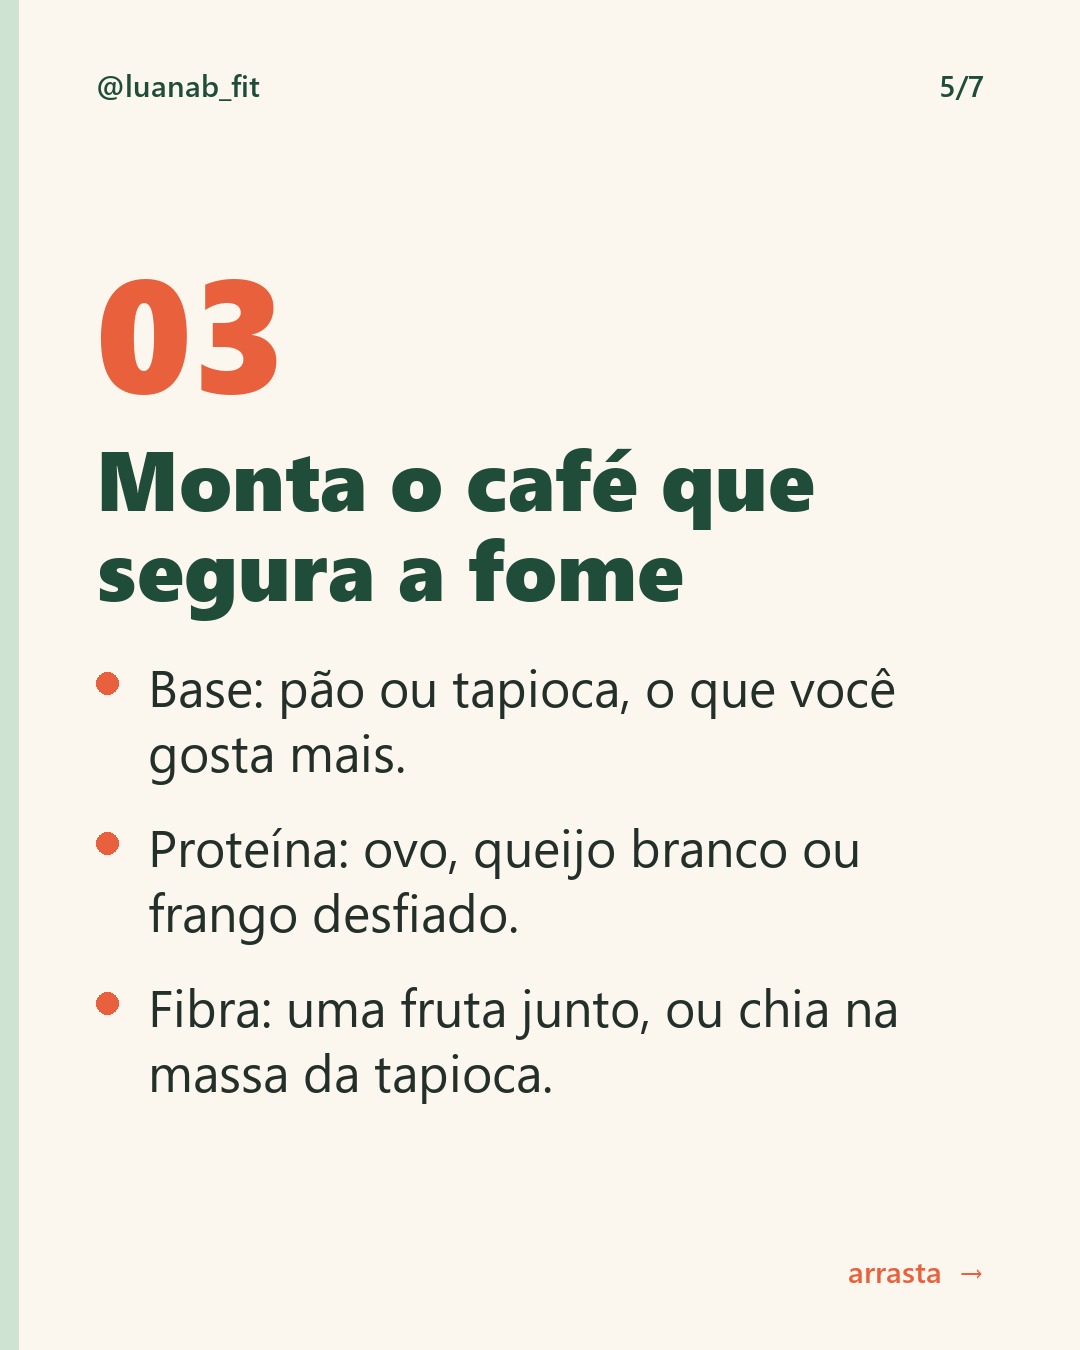 @luanab_fit
5/7
03
Monta o café que
segura a fome
Base: pão ou tapioca, o que você
gosta mais.
Proteína: ovo, queijo branco ou
frango desfiado.
Fibra: uma fruta junto, ou chia na
massa da tapioca.
arrasta →